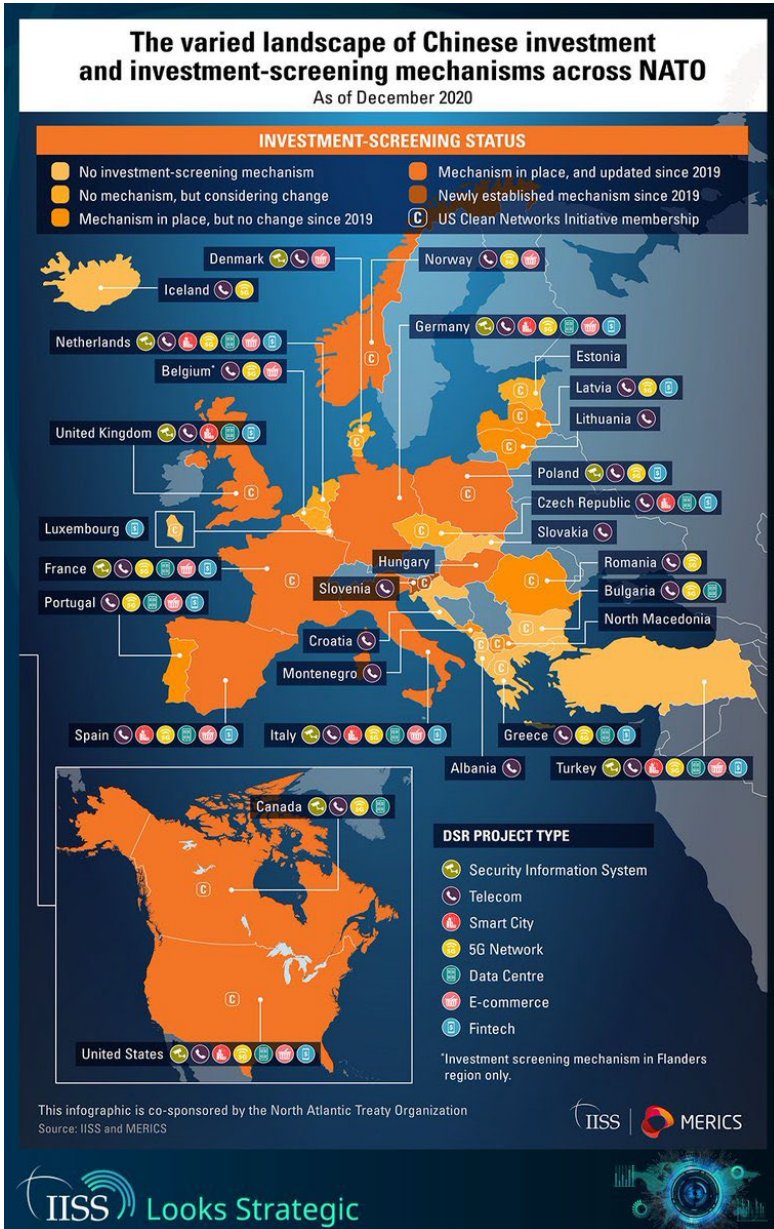 The varied landscape of Chinese investment
and investment-screening mechanisms across NATO
As of December 2020
INVESTMENT-SCREENING STATUS
No investment-screening mechanism
No mechanism, but considering change
Mechanism in place, but no change since 2019
Mechanism in place, and updated since 2019
Newly established mechanism since 2019
C US Clean Networks Initiative membership
Denmark
Norway
Iceland
Netherlands
Germany
Belgium*
Estonia
Latvia
Lithuania
United Kingdom
Poland
Czech Republic
Luxembourg
Slovakia
France
Hungary
Romania
Slovenia
Bulgaria
Portugal
North Macedonia
Croatia
Montenegro
Spain
Italy
Greece
Albania
Turkey
Canada
United States
DSR PROJECT TYPE
Security Information System
Telecom
Smart City
5G Network
Data Centre
E-commerce
Fintech
*Investment screening mechanism in Flanders
region only.
This infographic is co-sponsored by the North Atlantic Treaty Organization
Source: IISS and MERICS
IISS
MERICS
IISS Looks Strategic